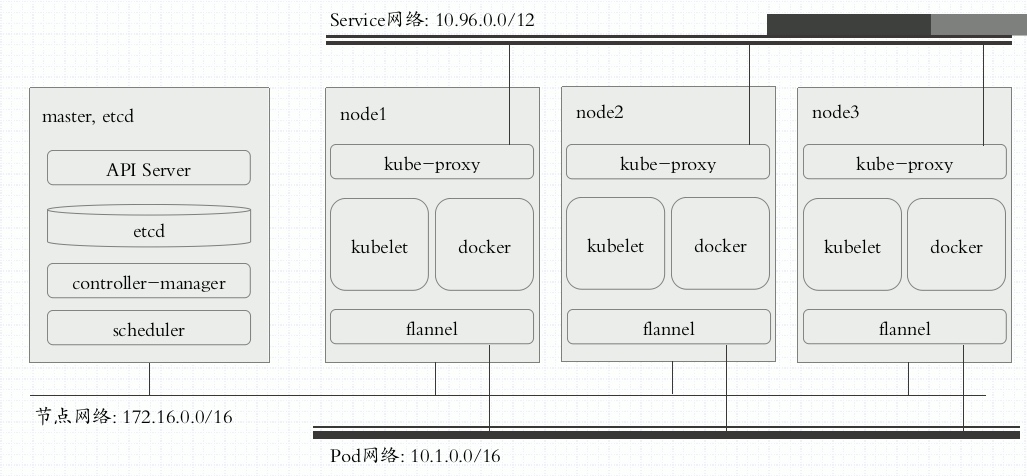 Service网络: 10.96.0.0/12
master, etcd
API Server
etcd
controller-manager
scheduler
node1
kube-proxy
kubelet
docker
flannel
node2
kube-proxy
kubelet
docker
flannel
node3
kube-proxy
kubelet
docker
flannel
节点网络: 172.16.0.0/16
Pod网络: 10.1.0.0/16